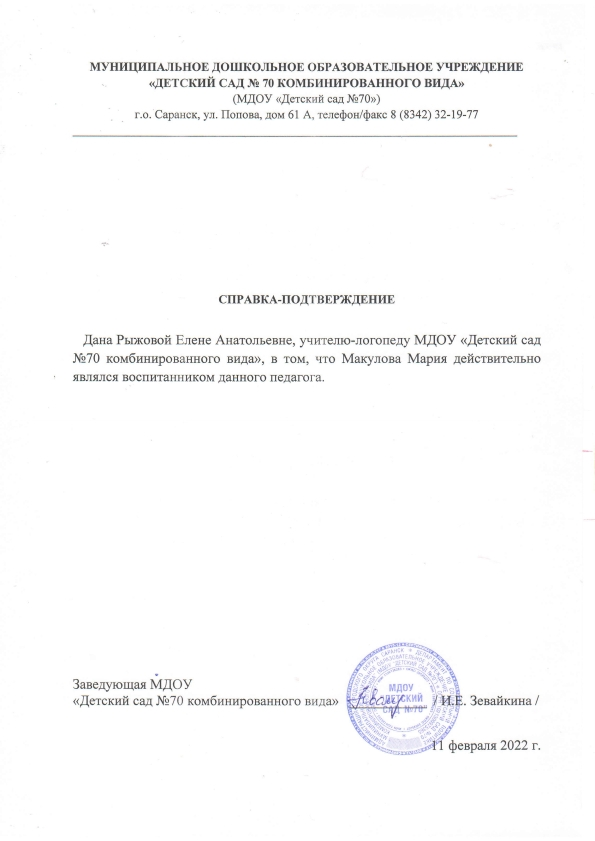 МУНИЦИПАЛЬНОЕ ДОШКОЛЬНОЕ ОБРАЗОВАТЕЛЬНОЕ УЧРЕЖДЕНИЕ
«ДЕТСКИЙ САД № 70 КОМБИНИРОВАННОГО ВИДА»
(МДОУ «Детский сад №70»)
г.о. Саранск, ул. Попова, дом 61 А, телефон/факс 8 (8342) 32-19-77
СПРАВКА-ПОДТВЕРЖДЕНИЕ
Дана Рыжовой Елене Анатольевне, учителю-логопеду МДОУ «Детский сад
№70 комбинированного вида», в том, что Макулова Мария действительно
являлся воспитанником данного педагога.
Заведующая МДОУ
«Детский сад №70 комбинированного вида» / И.Е. Зевайкина /
МДОУ
"ДЕТСКИЙ
САД №70"
11 февраля 2022 г.